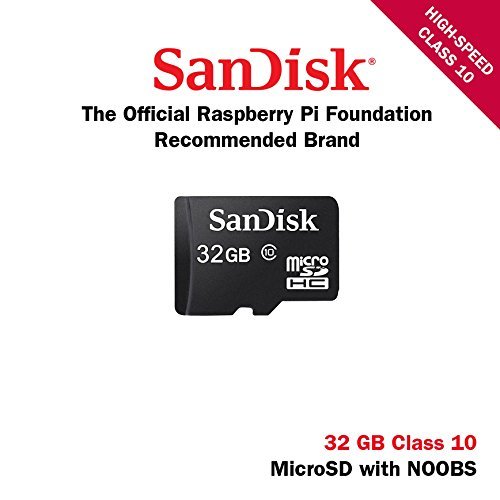 HIGH-SPEED
CLASS 10
SanDisk®
The Official Raspberry Pi Foundation
Recommended Brand
SanDisk
32GB 10
micro
SD
HC
32 GB Class 10
MicroSD with NOOBS